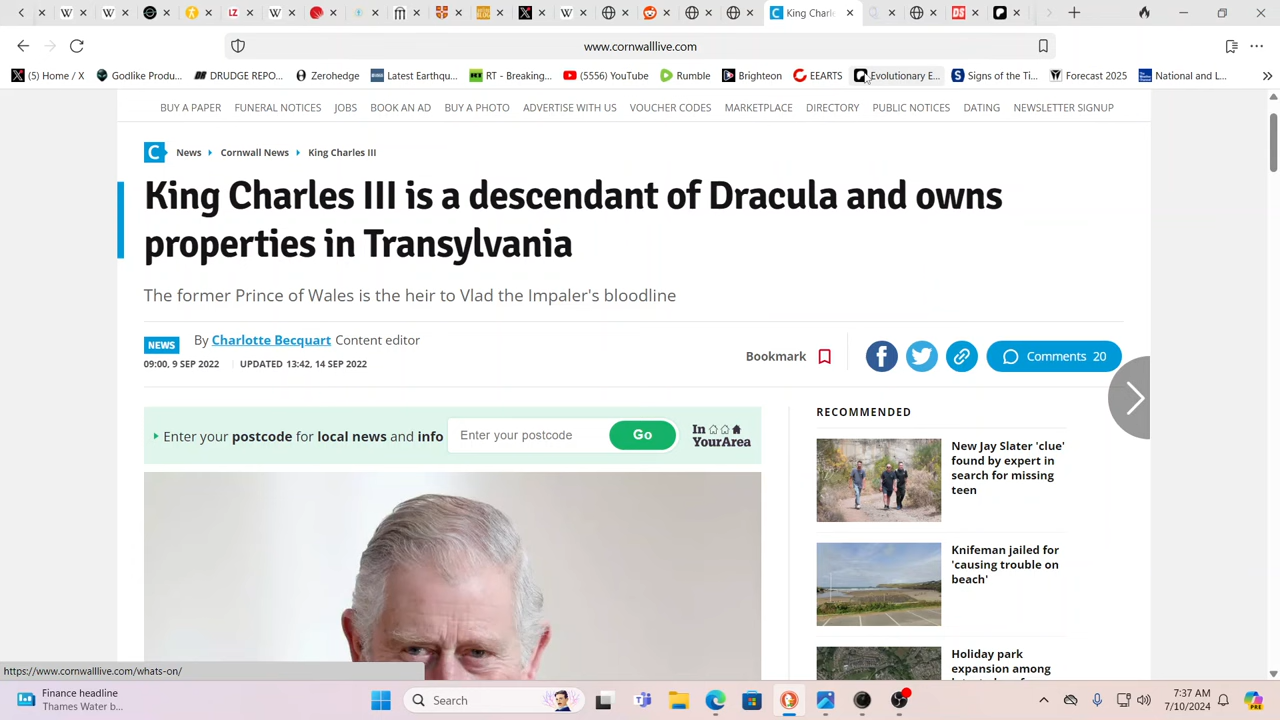 King Charl
www.cornwalllive.com
(5) Home / X
Godlike Produ...
DRUDGE REPO...
Zerohedge
Latest Earthqu...
RT - Breaking...
(5556) YouTube
Rumble
Brighteon
EEARTS
Evolutionary E...
Signs of the Ti...
Forecast 2025
National and L...
BUY A PAPER FUNERAL NOTICES JOBS BOOK AN AD BUY A PHOTO ADVERTISE WITH US VOUCHER CODES MARKETPLACE DIRECTORY PUBLIC NOTICES DATING NEWSLETTER SIGNUP
C News Cornwall News King Charles III
King Charles III is a descendant of Dracula and owns
properties in Transylvania
The former Prince of Wales is the heir to Vlad the Impaler's bloodline
NEWS By Charlotte Becquart Content editor
09:00, 9 SEP 2022 UPDATED 13:42, 14 SEP 2022
Bookmark
Comments 20
Enter your postcode for local news and info
Enter your postcode
Go
In
YourArea
RECOMMENDED
New Jay Slater 'clue'
found by expert in
search for missing
teen
Knifeman jailed for
'causing trouble on
beach'
Holiday park
expansion among
https://www.cornwalllive.com/whats-on/
Finance headline
Thames Water b...
Search
7:37 AM
7/10/2024